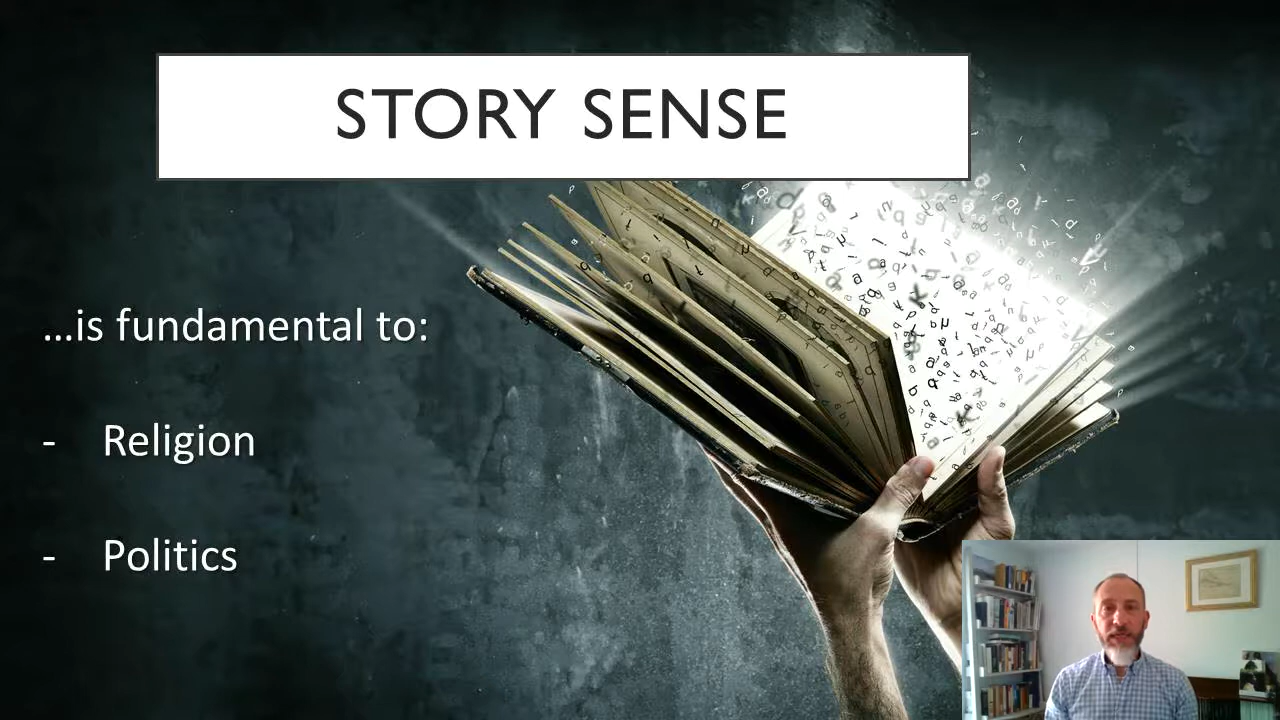 STORY SENSE
...is fundamental to:
- Religion
- Politics